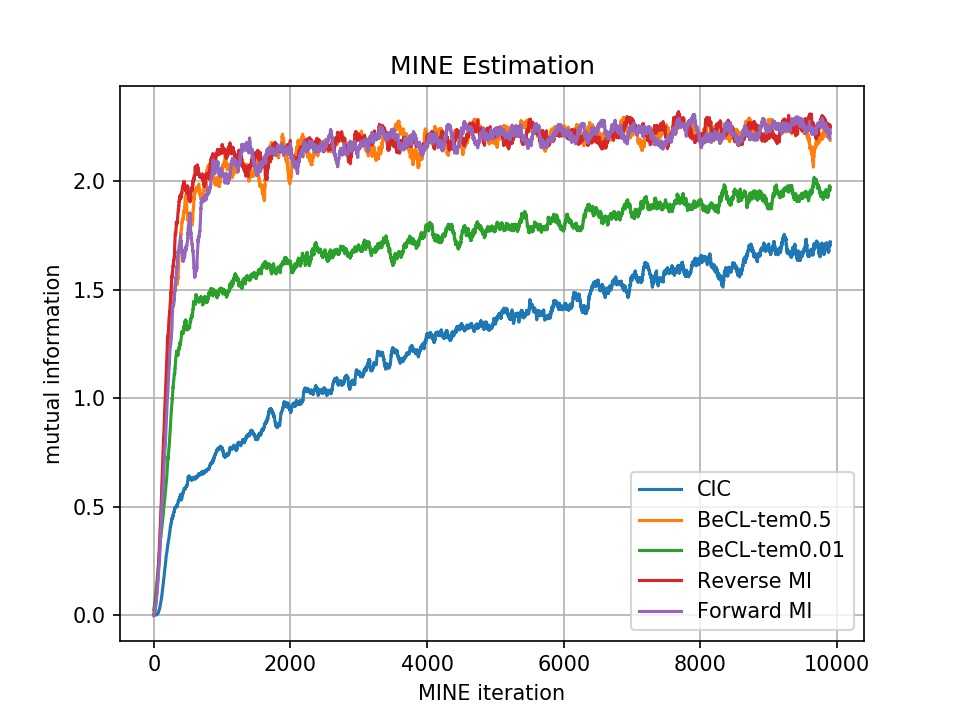 MINE Estimation
mutual information
2.0
1.5
1.0
0.5
0.0
CIC
BeCL-tem0.5
BeCL-tem0.01
Reverse MI
Forward MI
0 2000 4000 6000 8000 10000
MINE iteration